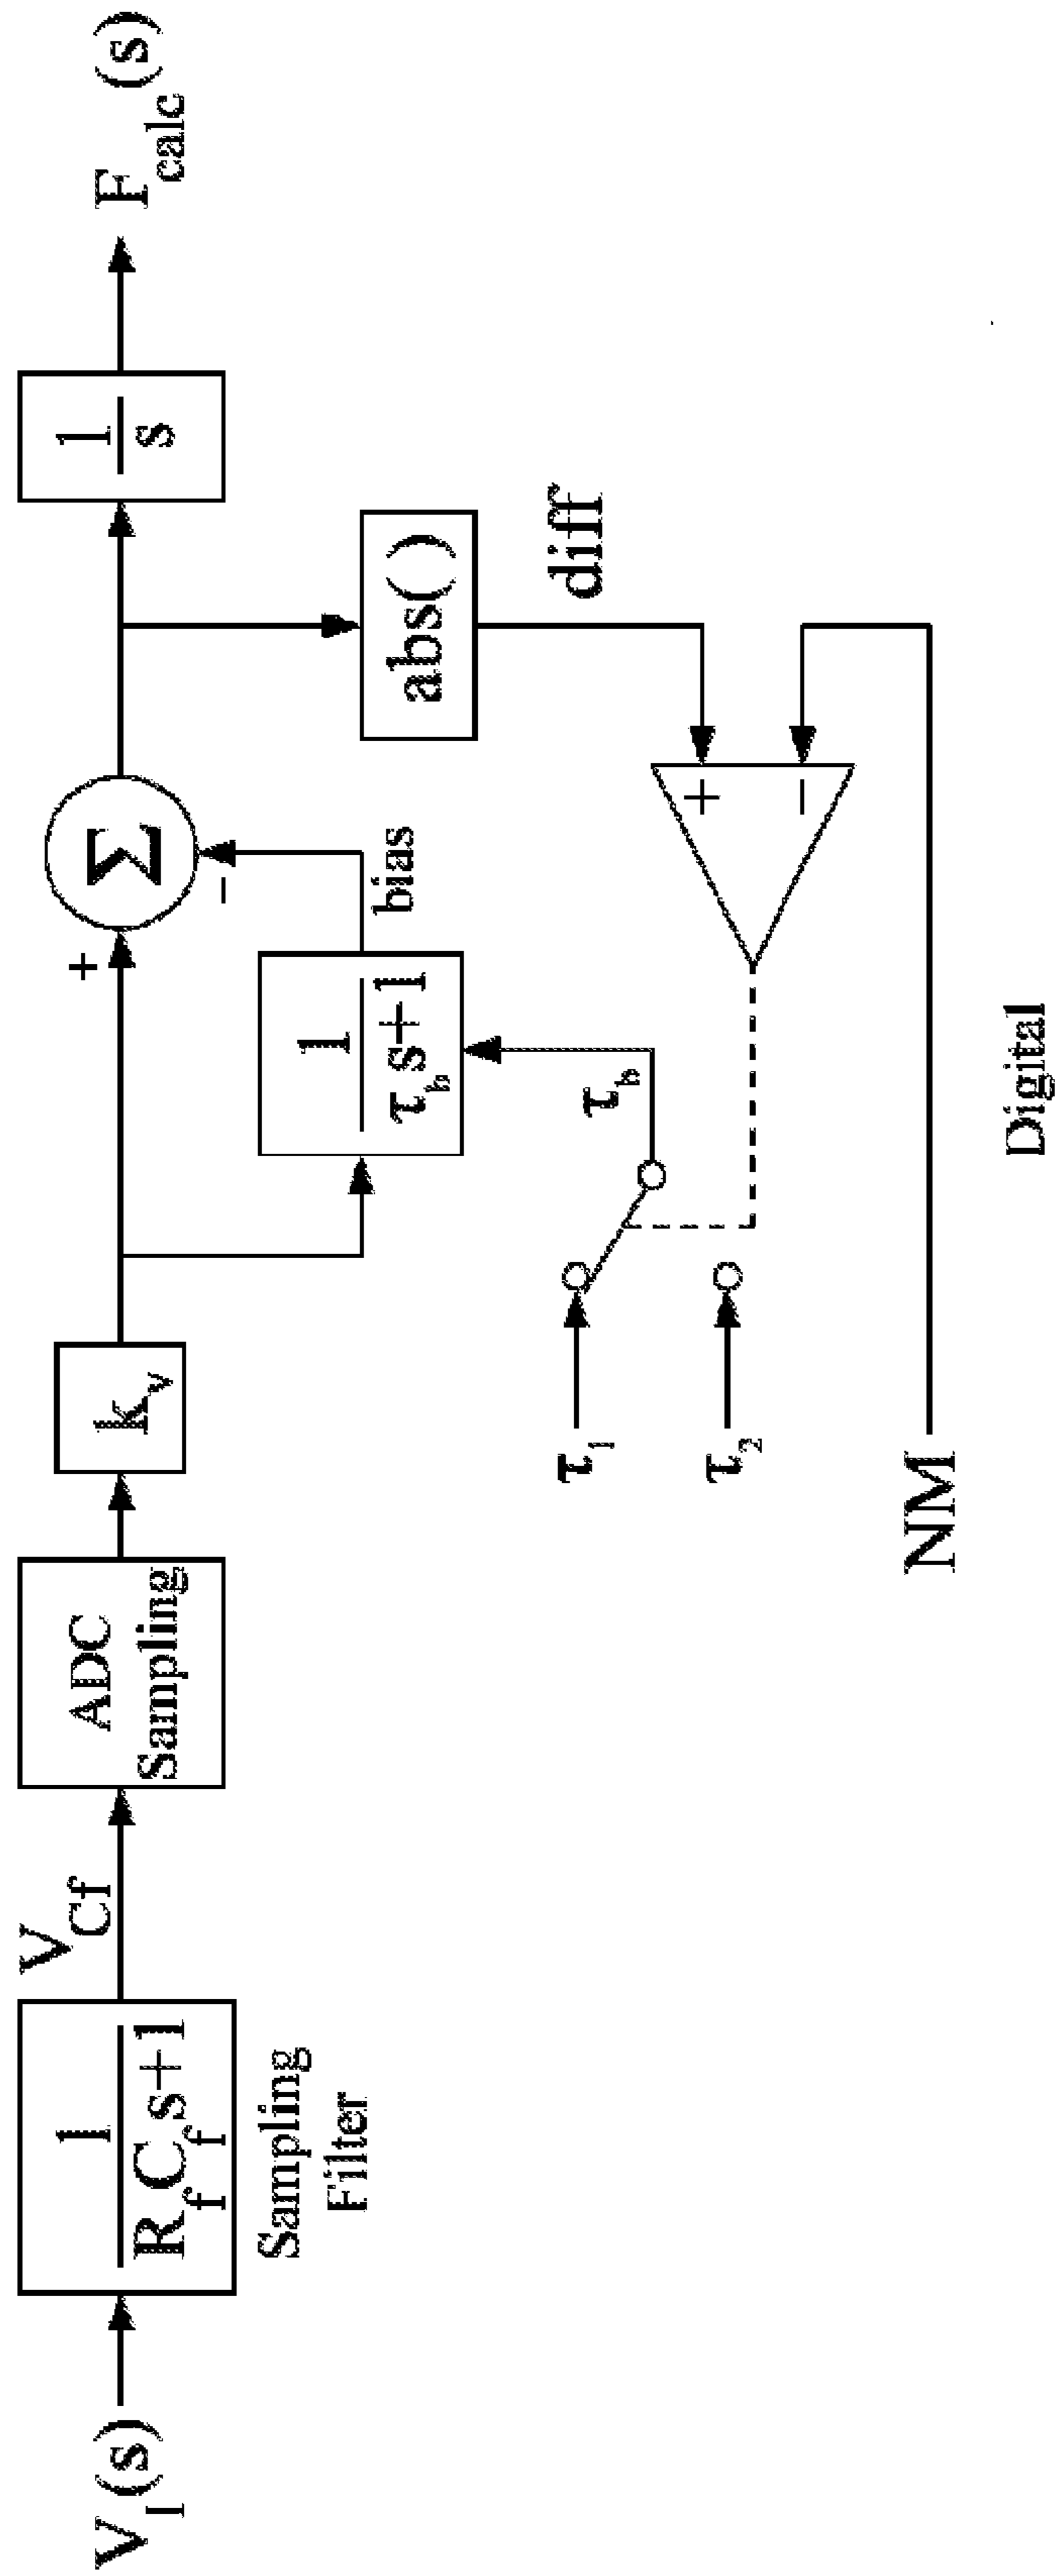 V_I(s)
1
R_f C_f s+1
Sampling
Filter
V_Cf
ADC
Sampling
k_v
+
-
Σ
1
τ_b s+1
bias
1
s
F_calc(s)
abs( )
diff
τ_b
τ_1
τ_2
+
-
NM
Digital